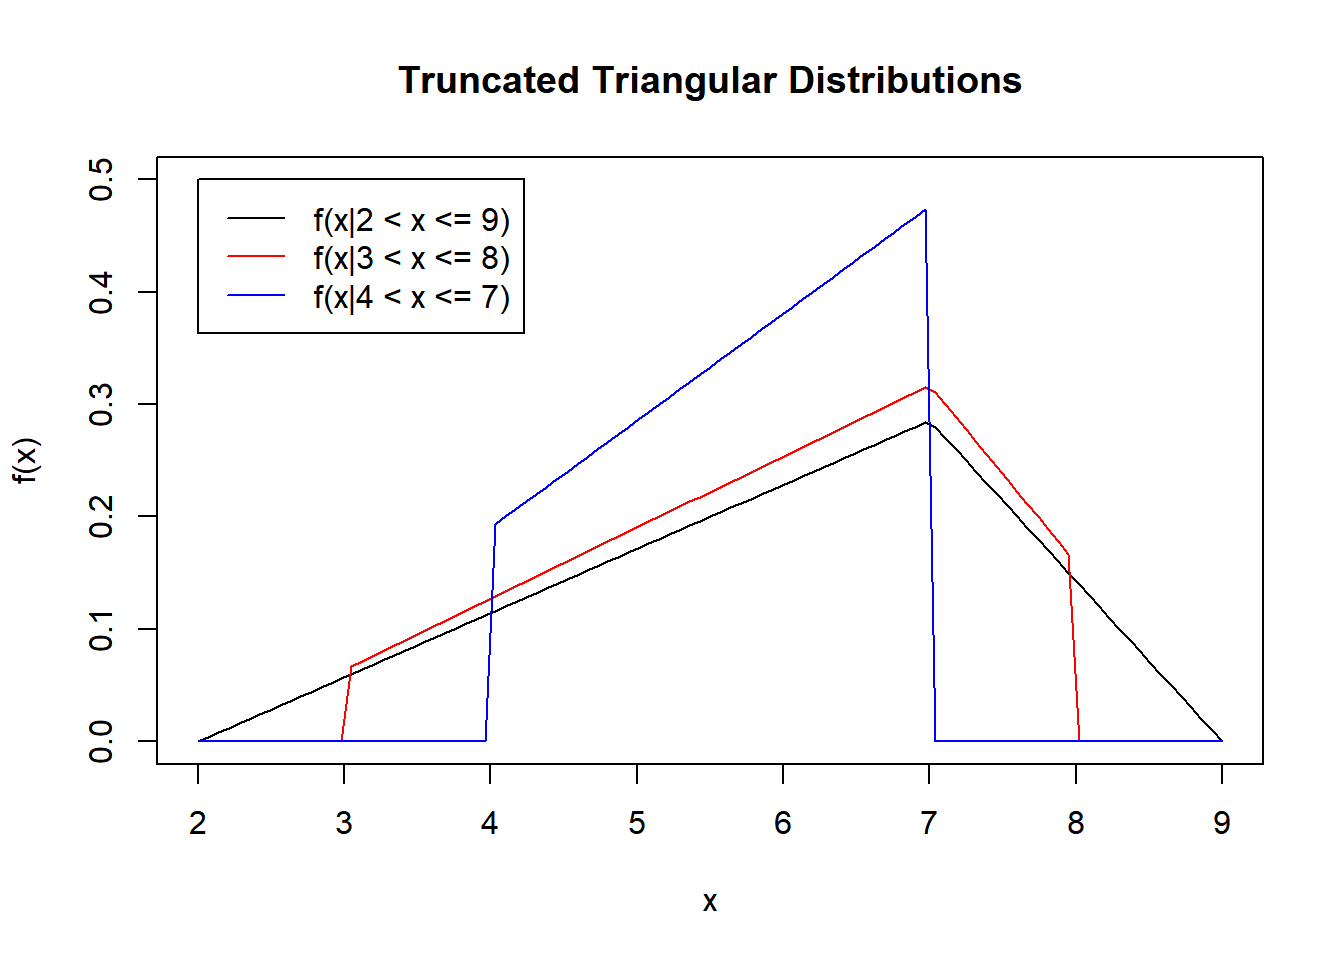 Truncated Triangular Distributions
f(x|2 < x <= 9)
f(x|3 < x <= 8)
f(x|4 < x <= 7)
0.5
0.4
0.3
0.2
0.1
0.0
f(x)
2 3 4 5 6 7 8 9
x